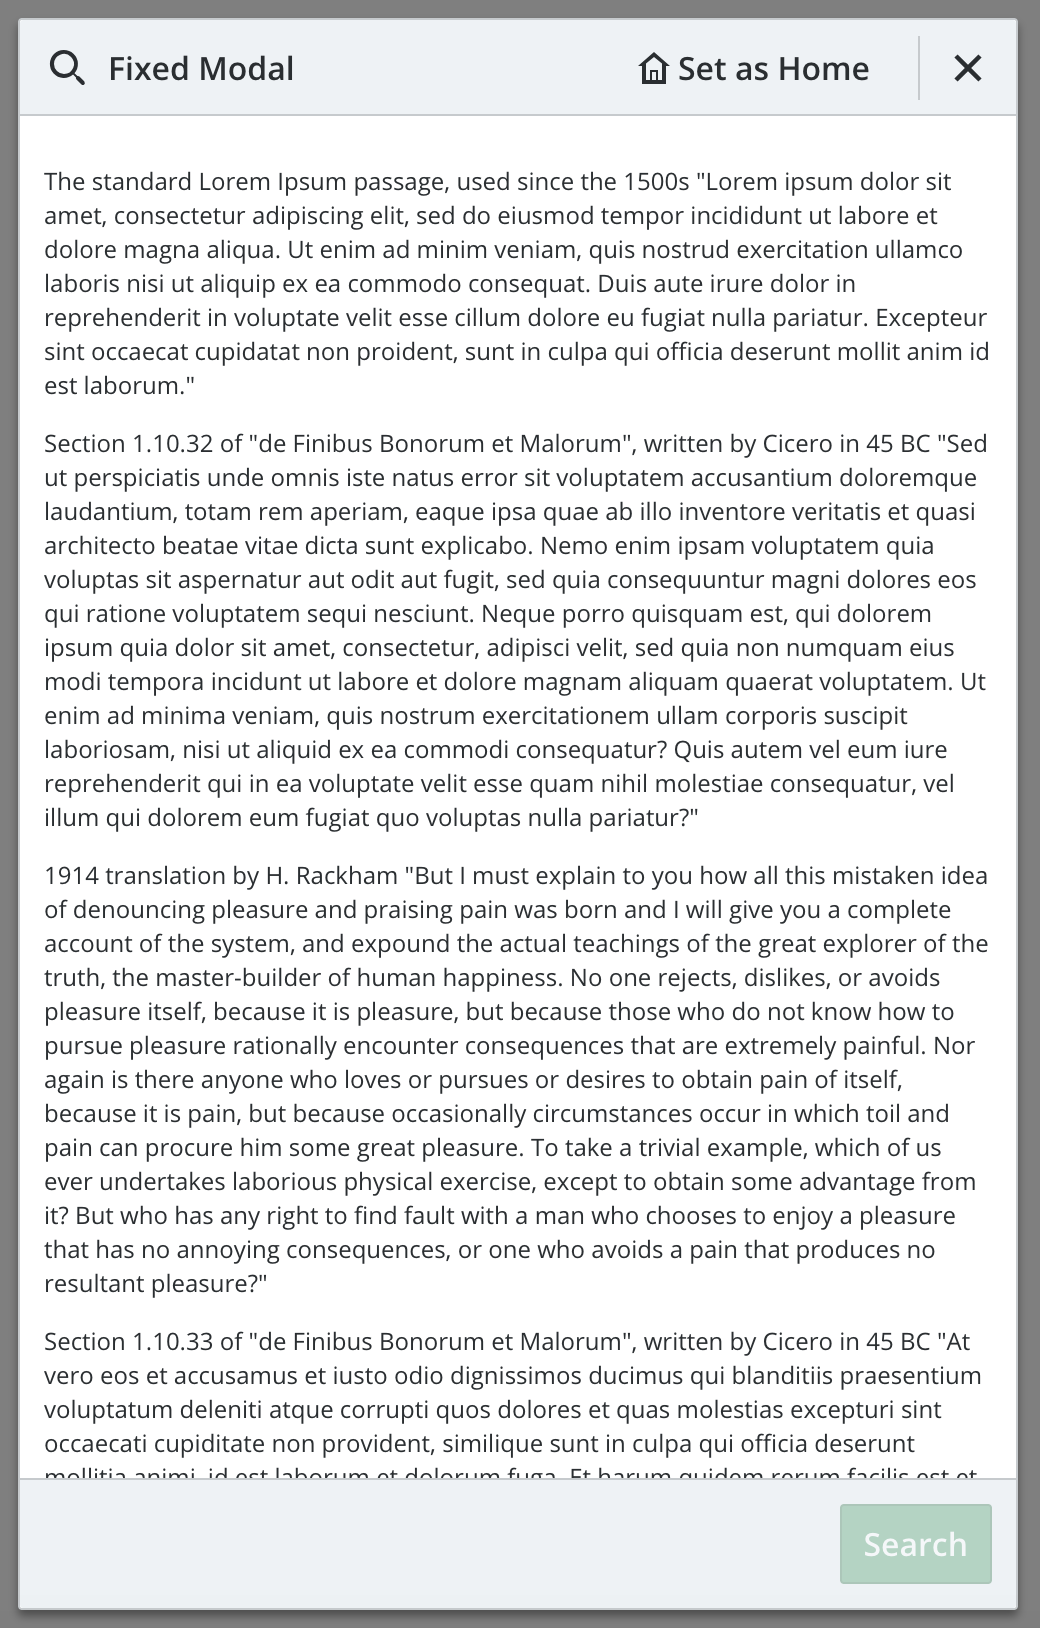 Fixed Modal
Set as Home
The standard Lorem Ipsum passage, used since the 1500s "Lorem ipsum dolor sit
amet, consectetur adipiscing elit, sed do eiusmod tempor incididunt ut labore et
dolore magna aliqua. Ut enim ad minim veniam, quis nostrud exercitation ullamco
laboris nisi ut aliquip ex ea commodo consequat. Duis aute irure dolor in
reprehenderit in voluptate velit esse cillum dolore eu fugiat nulla pariatur. Excepteur
sint occaecat cupidatat non proident, sunt in culpa qui officia deserunt mollit anim id
est laborum."
Section 1.10.32 of "de Finibus Bonorum et Malorum", written by Cicero in 45 BC "Sed
ut perspiciatis unde omnis iste natus error sit voluptatem accusantium doloremque
laudantium, totam rem aperiam, eaque ipsa quae ab illo inventore veritatis et quasi
architecto beatae vitae dicta sunt explicabo. Nemo enim ipsam voluptatem quia
voluptas sit aspernatur aut odit aut fugit, sed quia consequuntur magni dolores eos
qui ratione voluptatem sequi nesciunt. Neque porro quisquam est, qui dolorem
ipsum quia dolor sit amet, consectetur, adipisci velit, sed quia non numquam eius
modi tempora incidunt ut labore et dolore magnam aliquam quaerat voluptatem. Ut
enim ad minima veniam, quis nostrum exercitationem ullam corporis suscipit
laboriosam, nisi ut aliquid ex ea commodi consequatur? Quis autem vel eum iure
reprehenderit qui in ea voluptate velit esse quam nihil molestiae consequatur, vel
illum qui dolorem eum fugiat quo voluptas nulla pariatur?"
1914 translation by H. Rackham "But I must explain to you how all this mistaken idea
of denouncing pleasure and praising pain was born and I will give you a complete
account of the system, and expound the actual teachings of the great explorer of the
truth, the master-builder of human happiness. No one rejects, dislikes, or avoids
pleasure itself, because it is pleasure, but because those who do not know how to
pursue pleasure rationally encounter consequences that are extremely painful. Nor
again is there anyone who loves or pursues or desires to obtain pain of itself,
because it is pain, but because occasionally circumstances occur in which toil and
pain can procure him some great pleasure. To take a trivial example, which of us
ever undertakes laborious physical exercise, except to obtain some advantage from
it? But who has any right to find fault with a man who chooses to enjoy a pleasure
that has no annoying consequences, or one who avoids a pain that produces no
resultant pleasure?"
Section 1.10.33 of "de Finibus Bonorum et Malorum", written by Cicero in 45 BC "At
vero eos et accusamus et iusto odio dignissimos ducimus qui blanditiis praesentium
voluptatum deleniti atque corrupti quos dolores et quas molestias excepturi sint
occaecati cupiditate non provident, similique sunt in culpa qui officia deserunt
mollitia animi, id est laborum et dolorum fuga. Et harum quidem rerum facilis est et
Search